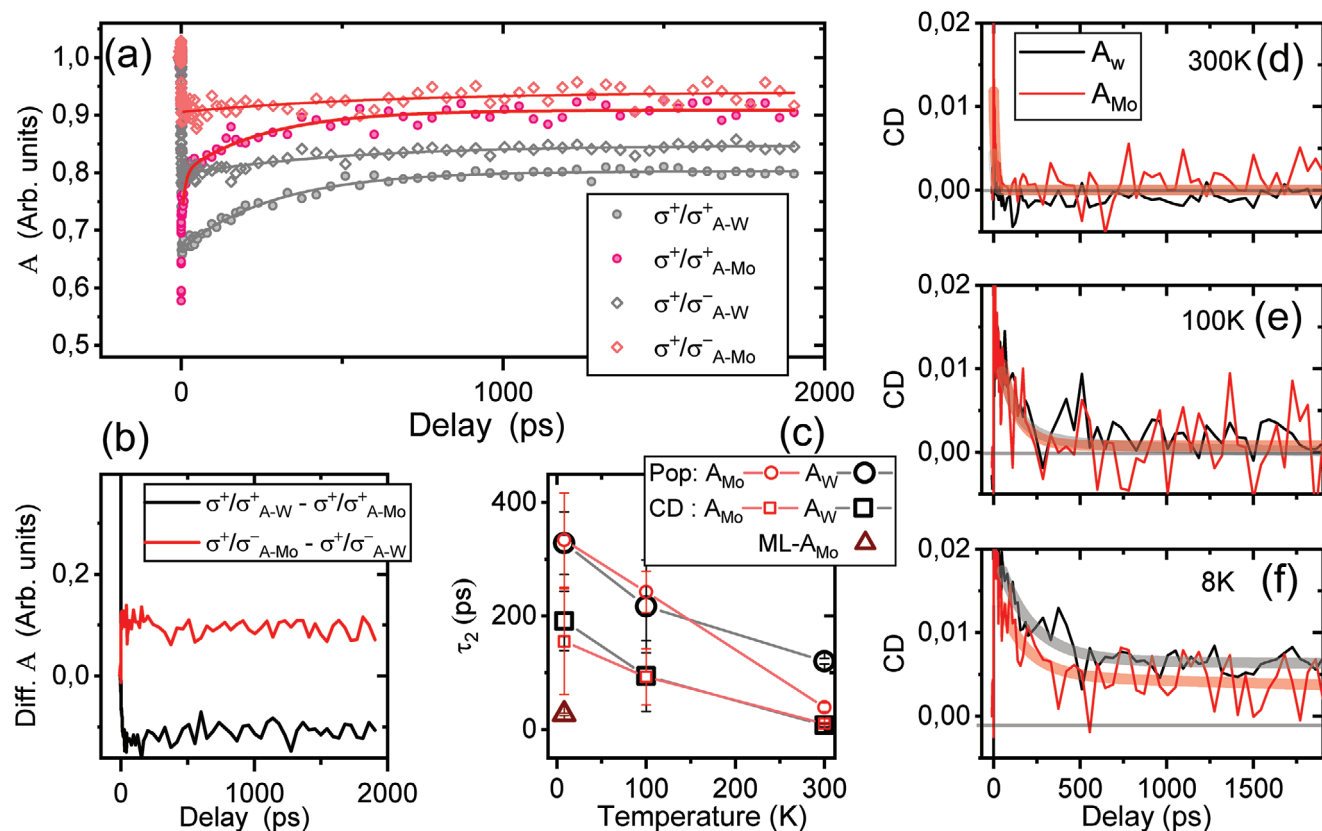 (a)
1,0
0,9
0,8
0,7
0,6
0,5
A (Arb. units)
0
1000
2000
Delay (ps)
σ⁺/σ⁺A-W
σ⁺/σ⁺A-Mo
σ⁺/σ⁻A-W
σ⁺/σ⁻A-Mo
(b)
σ⁺/σ⁺A-W - σ⁺/σ⁺A-Mo
σ⁺/σ⁻A-Mo - σ⁺/σ⁻A-W
0,2
0,0
Diff. A (Arb. units)
0
1000
2000
Delay (ps)
(c)
Pop: AMo AW
CD : AMo AW
ML-AMo
400
200
0
τ2 (ps)
0
100
200
300
Temperature (K)
0,02
0,01
0,00
CD
Aw
AMo
300K (d)
0,02
0,01
0,00
CD
100K (e)
0,02
0,01
0,00
CD
8K (f)
0
500
1000
1500
Delay (ps)